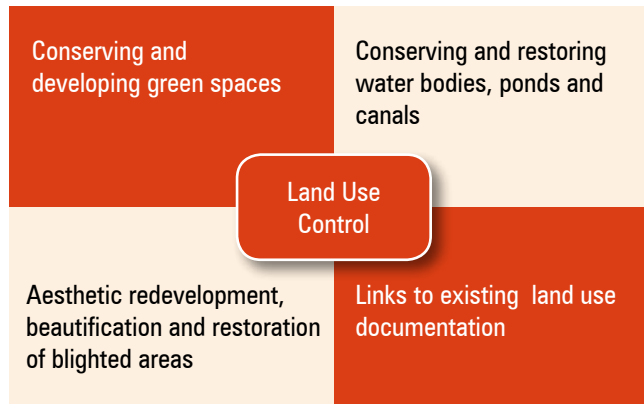 Conserving and
developing green spaces
Conserving and restoring
water bodies, ponds and
canals
Land Use
Control
Aesthetic redevelopment,
beautification and restoration
of blighted areas
Links to existing land use
documentation